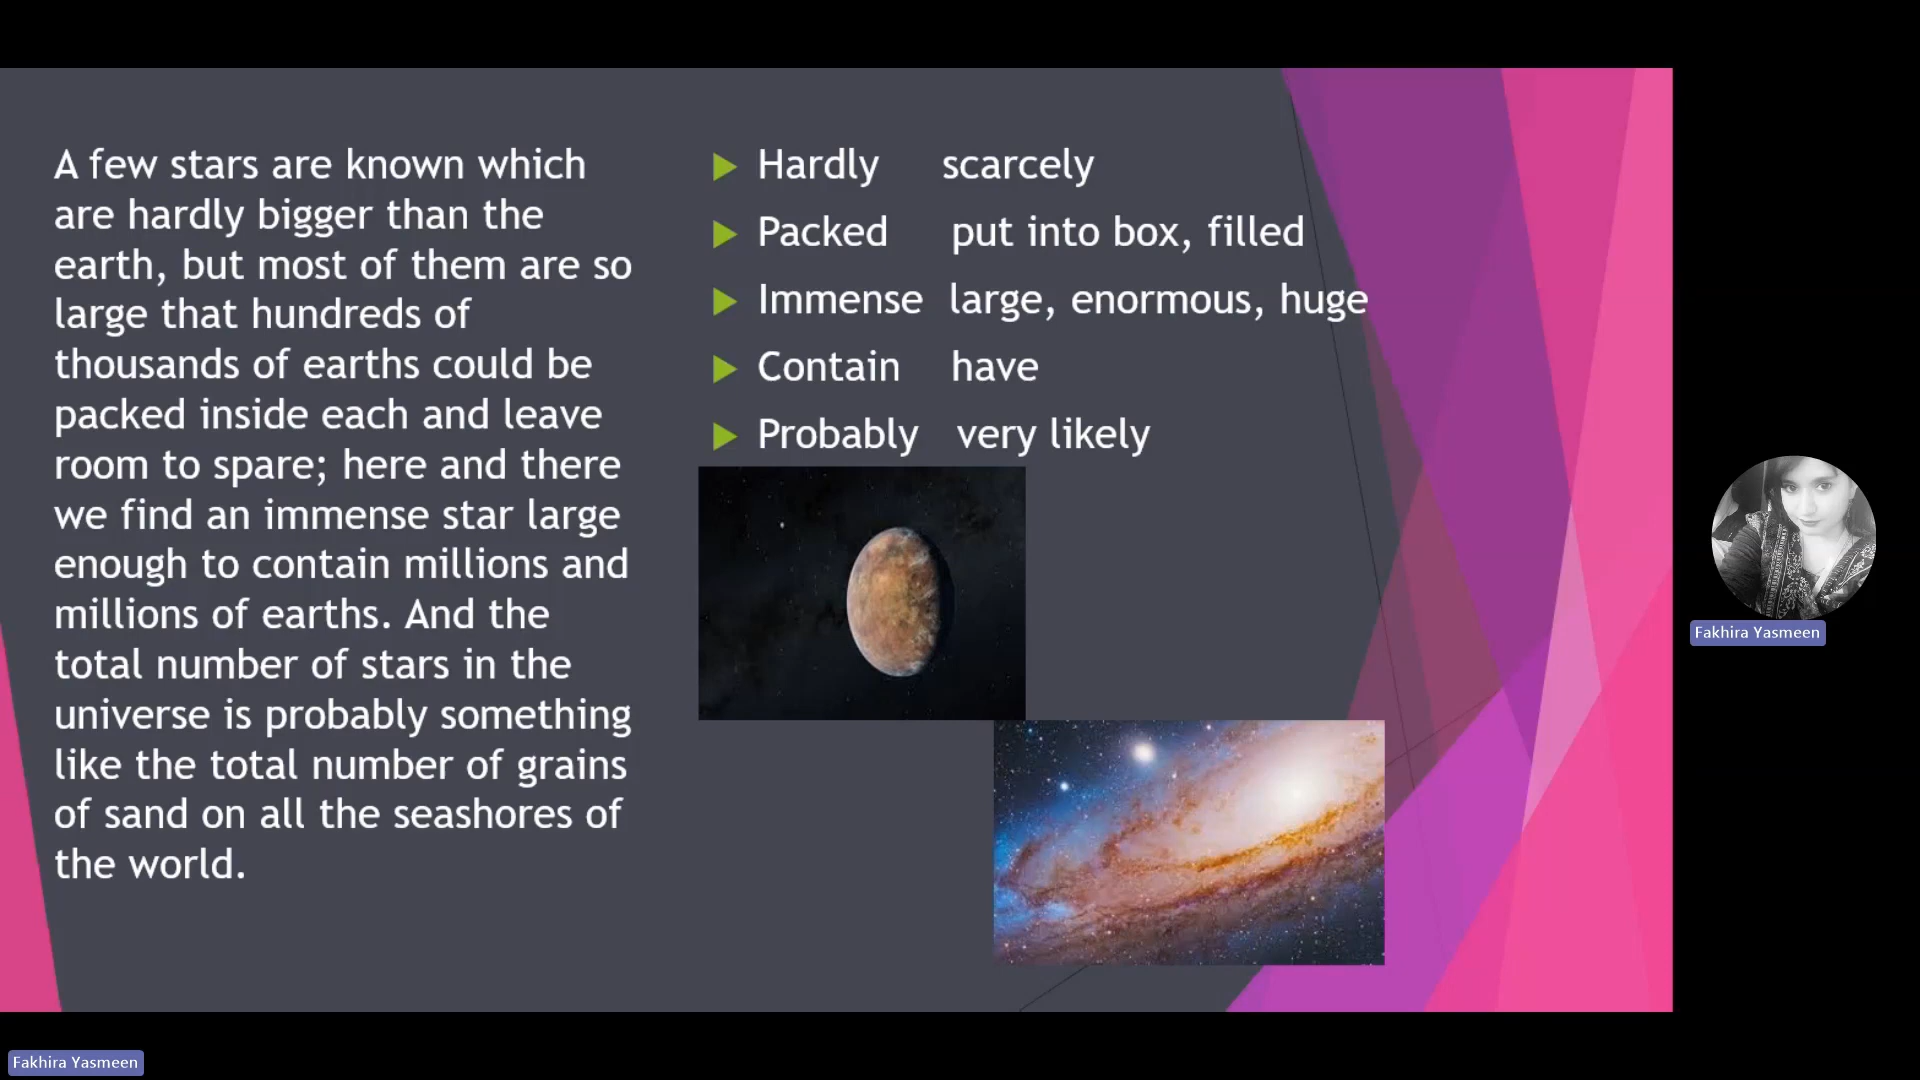 A few stars are known which
are hardly bigger than the
earth, but most of them are so
large that hundreds of
thousands of earths could be
packed inside each and leave
room to spare; here and there
we find an immense star large
enough to contain millions and
millions of earths. And the
total number of stars in the
universe is probably something
like the total number of grains
of sand on all the seashores of
the world.
Hardly scarcely
Packed put into box, filled
Immense large, enormous, huge
Contain have
Probably very likely
Fakhira Yasmeen
Fakhira Yasmeen